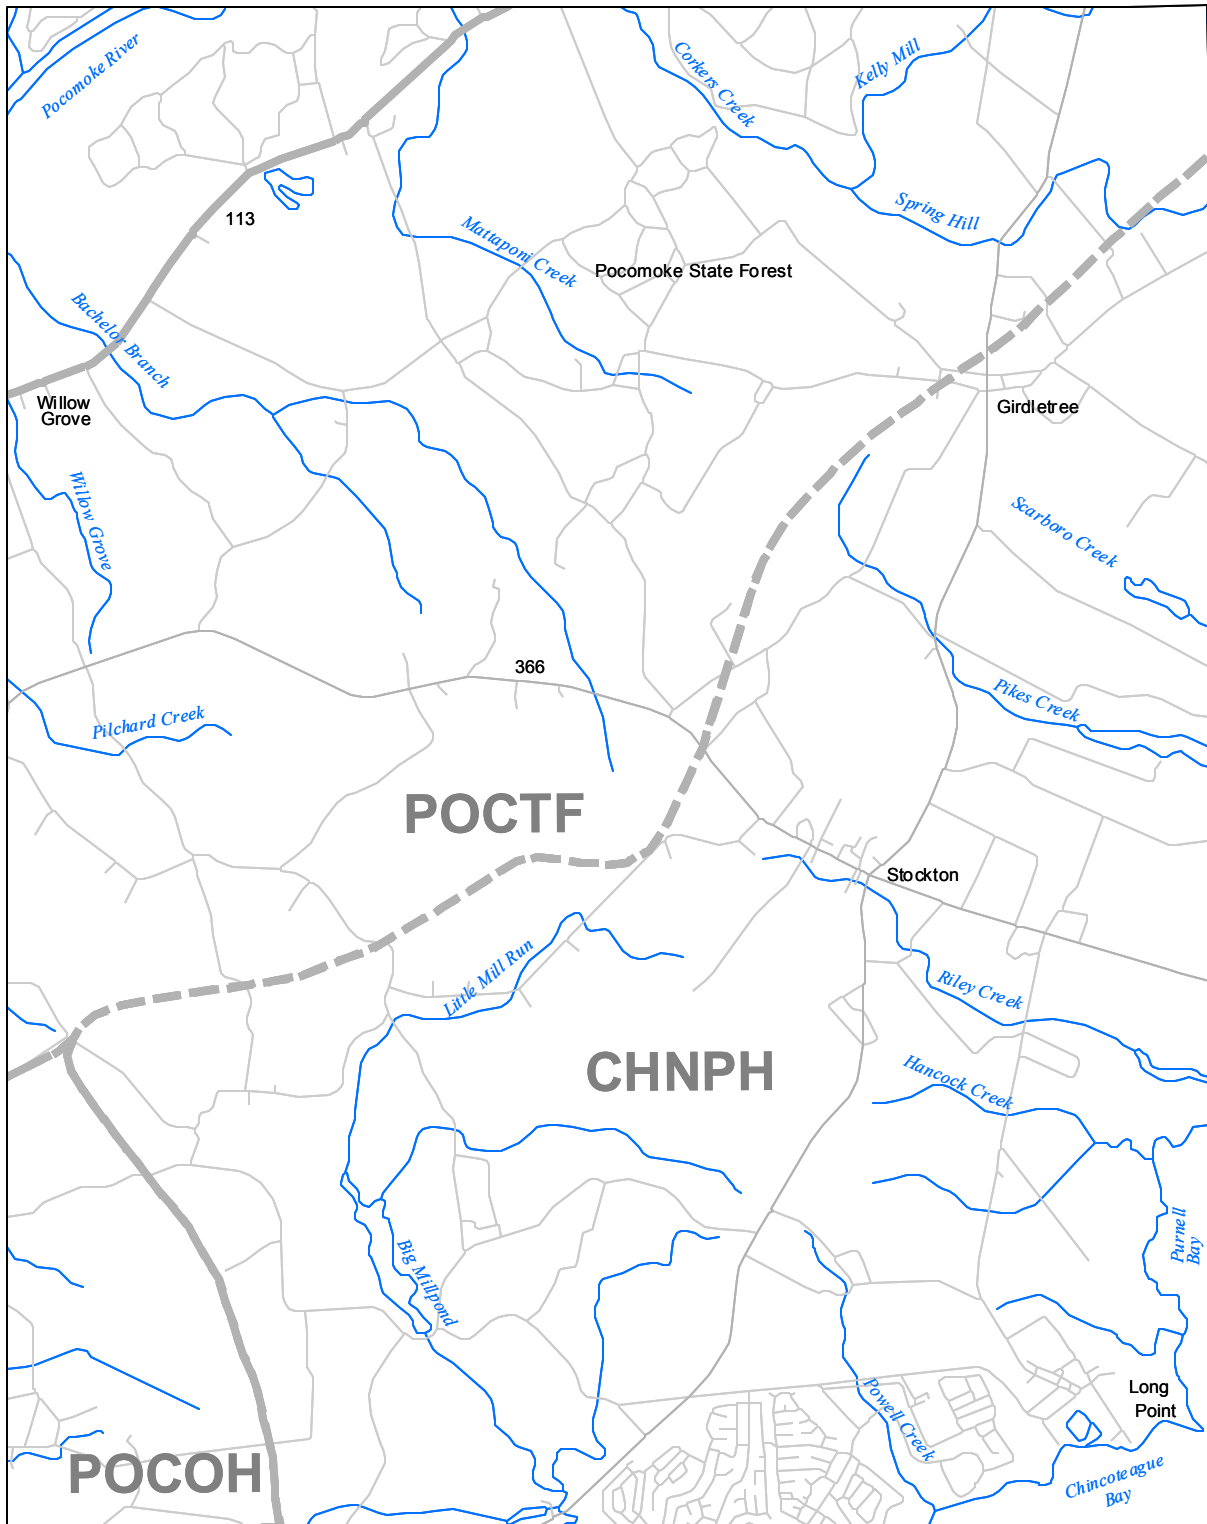 Pocomoke River
Corkers Creek
Kelly Mill
113
Spring Hill
Mattaponi Creek
Pocomoke State Forest
Bachelor Branch
Willow
Grove
Girdletree
Willow Grove
Scarboro Creek
366
Pikes Creek
Pilchard Creek
POCTF
Stockton
Little Mill Run
Riley Creek
CHNPH
Hancock Creek
Purnell
Bay
Big Millpond
Long
Point
Powell Creek
POCOH
Chincoteague
Bay